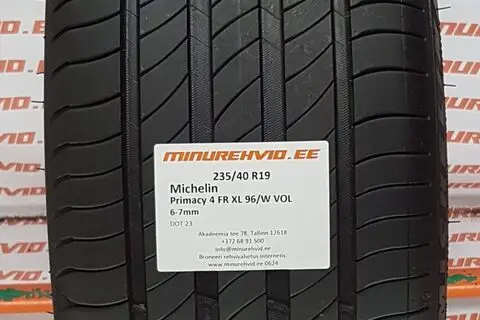 MINUREHVID.EE
235/40 R19
Michelin
Primacy 4 FR XL 96/W VOL
6-7mm
DOT 23
Akadeemia tee 78, Tallinn 12618
+372 68 91 500
info@minurehvid.ee
Broneeri rehvivahetus internetis
www.minurehvid.ee 0624